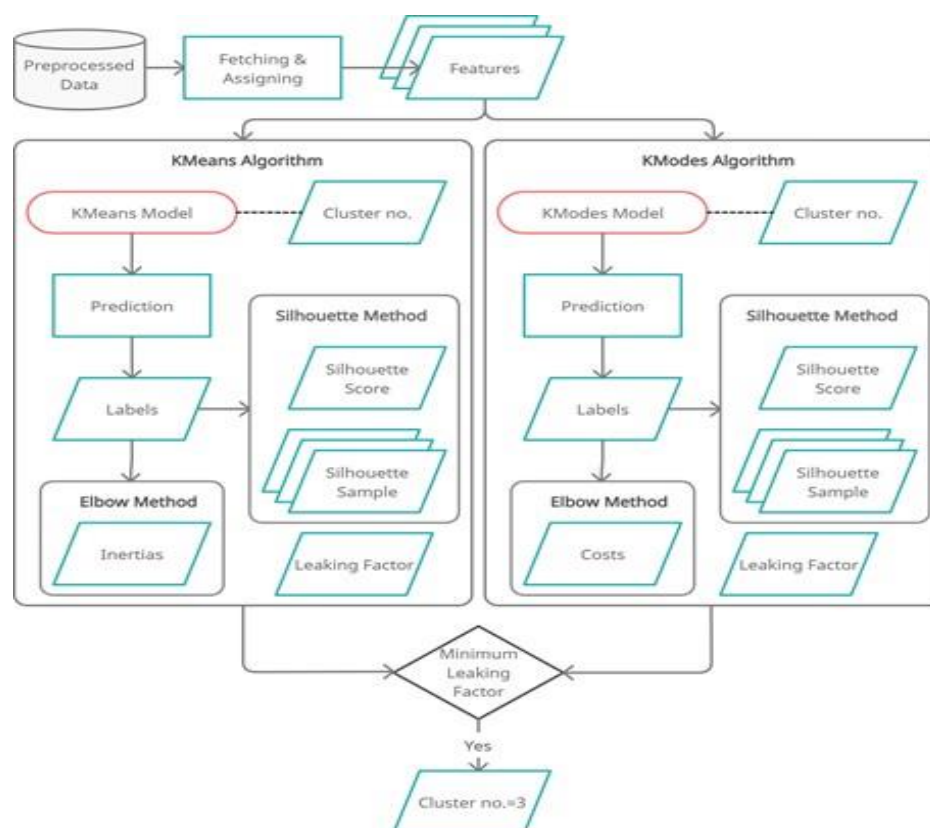 Preprocessed
Data
Fetching &
Assigning
Features
KMeans Algorithm
KMeans Model
Cluster no.
Prediction
Silhouette Method
Silhouette
Score
Labels
Silhouette
Sample
Elbow Method
Inertias
Leaking Factor
KModes Algorithm
KModes Model
Cluster no.
Prediction
Silhouette Method
Silhouette
Score
Labels
Silhouette
Sample
Elbow Method
Costs
Leaking Factor
Minimum
Leaking
Factor
Yes
Cluster no.=3